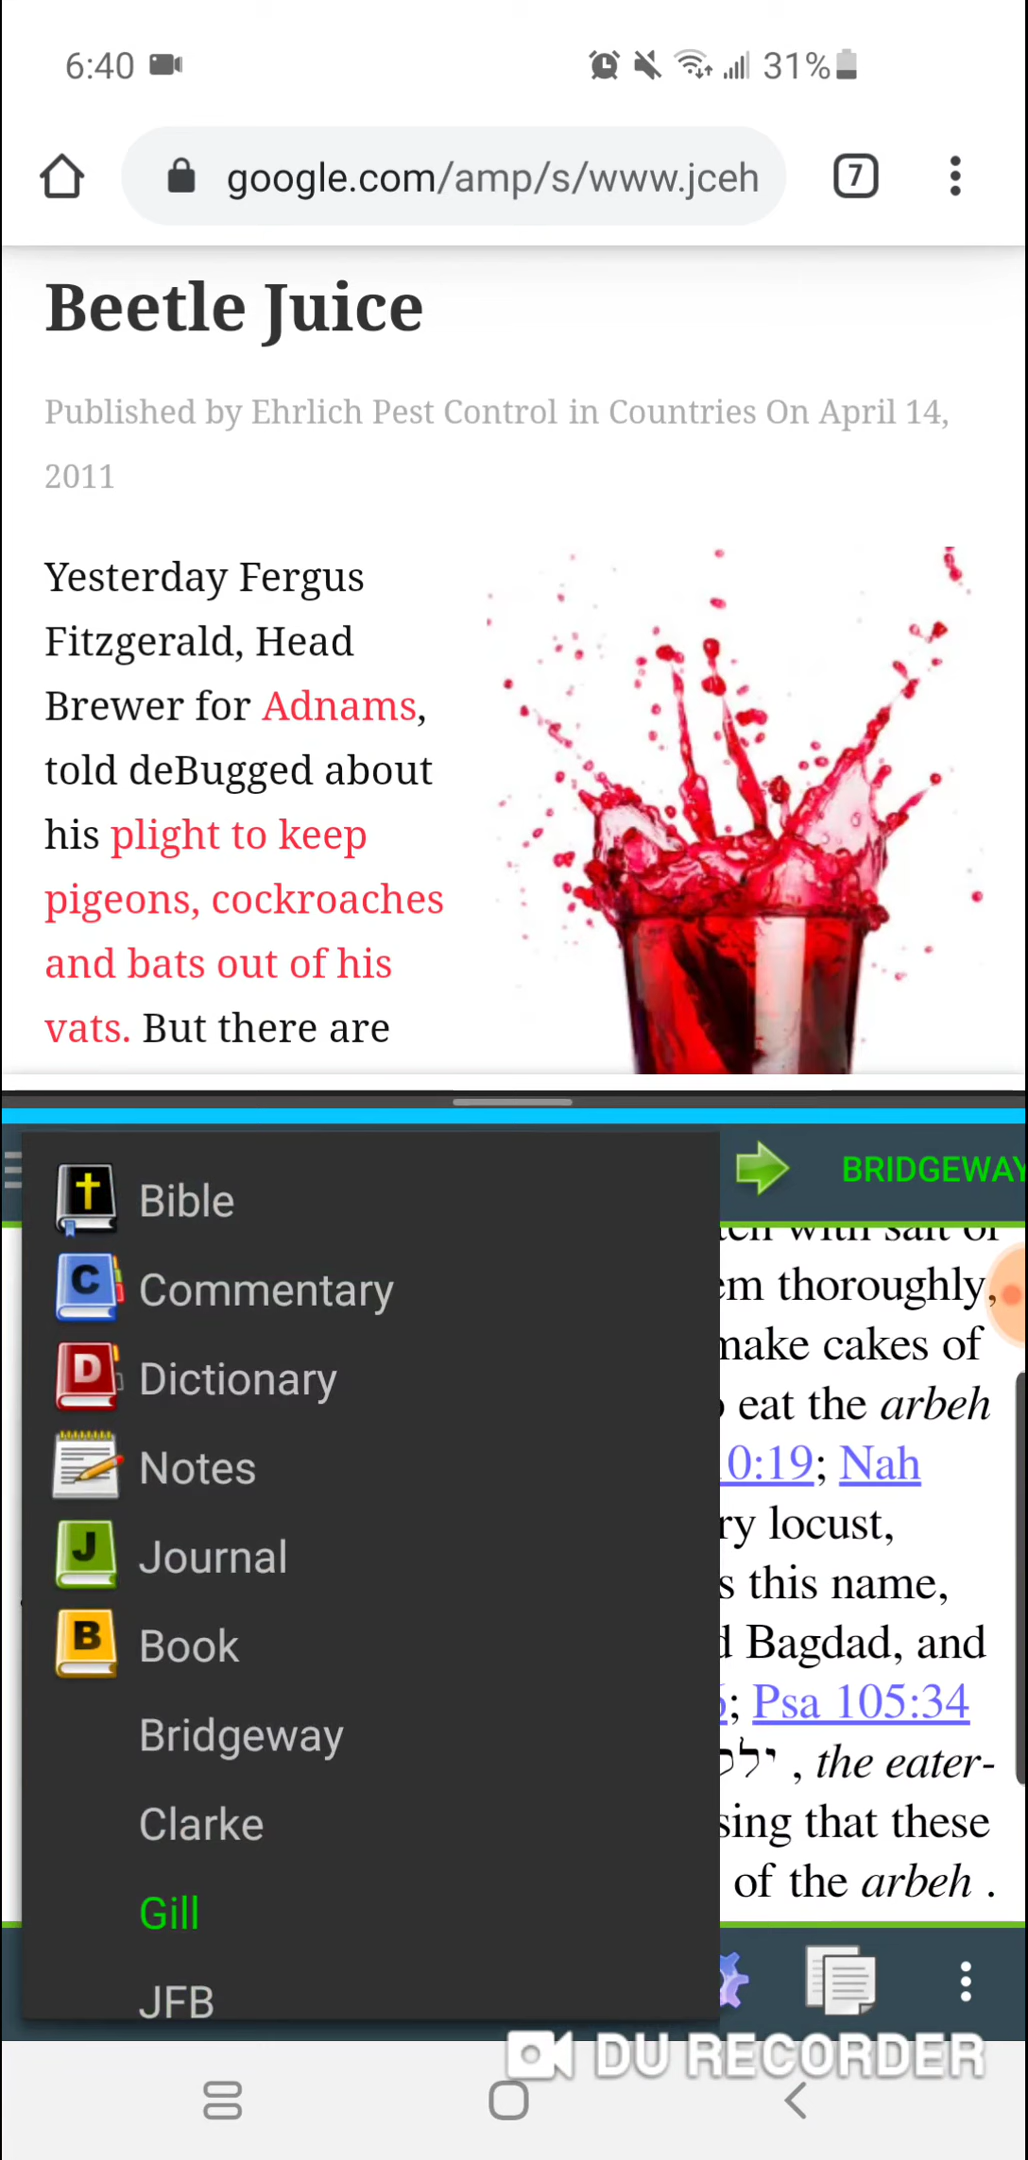 6:40
31%
google.com/amp/s/www.jceh
7
Beetle Juice
Published by Ehrlich Pest Control in Countries On April 14,
2011
Yesterday Fergus
Fitzgerald, Head
Brewer for Adnams,
told deBugged about
his plight to keep
pigeons, cockroaches
and bats out of his
vats. But there are
BRIDGEWAY
Bible
Commentary
Dictionary
Notes
Journal
Book
Bridgeway
Clarke
Gill
JFB
with salt of
thoroughly,
make cakes of
eat the arbeh
0:19; Nah
locust,
this name,
Bagdad, and
; Psa 105:34
, the eater-
sing that these
of the arbeh .
DU RECORDER